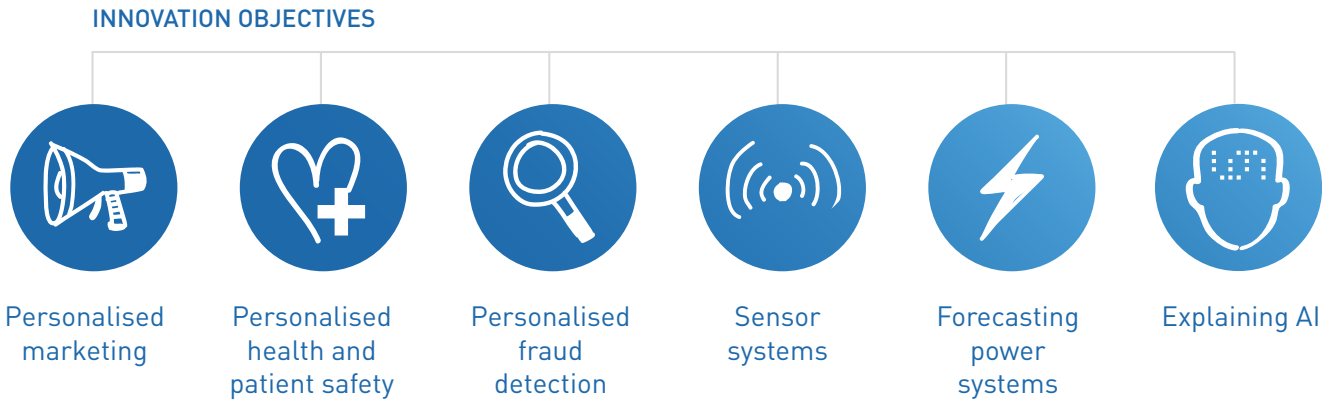 INNOVATION OBJECTIVES
Personalised
marketing
Personalised
health and
patient safety
Personalised
fraud
detection
Sensor
systems
Forecasting
power
systems
Explaining AI